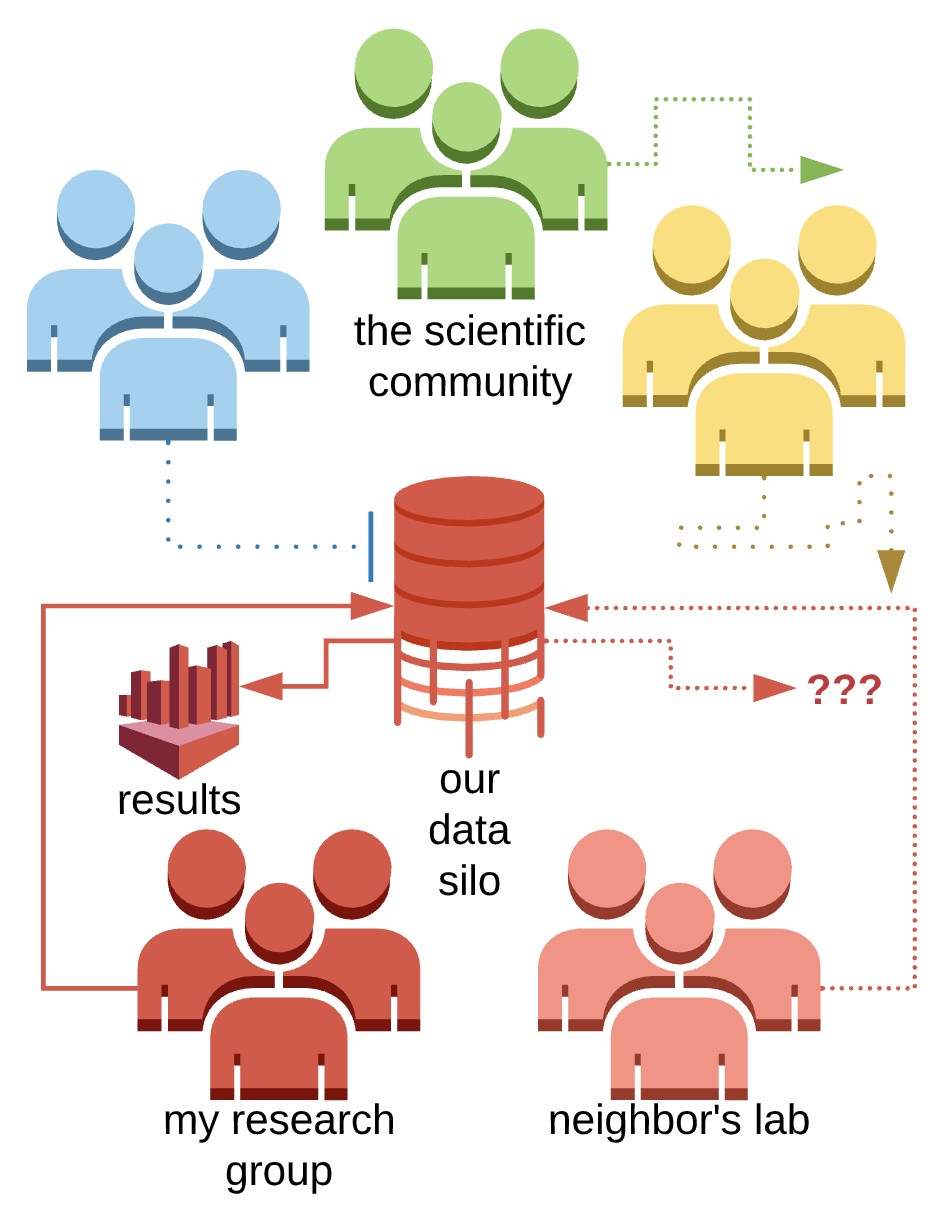 the scientific
community
???
results
our
data
silo
my research
group
neighbor's lab